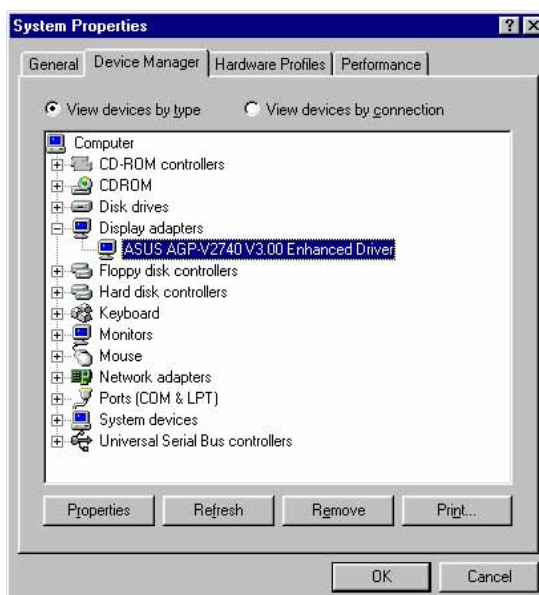 System Properties
General
Device Manager
Hardware Profiles
Performance
View devices by type
View devices by connection
Computer
CD-ROM controllers
CDROM
Disk drives
Display adapters
ASUS AGP-V2740 V3.00 Enhanced Driver
Floppy disk controllers
Hard disk controllers
Keyboard
Monitors
Mouse
Network adapters
Ports (COM & LPT)
System devices
Universal Serial Bus controllers
Properties
Refresh
Remove
Print...
OK
Cancel